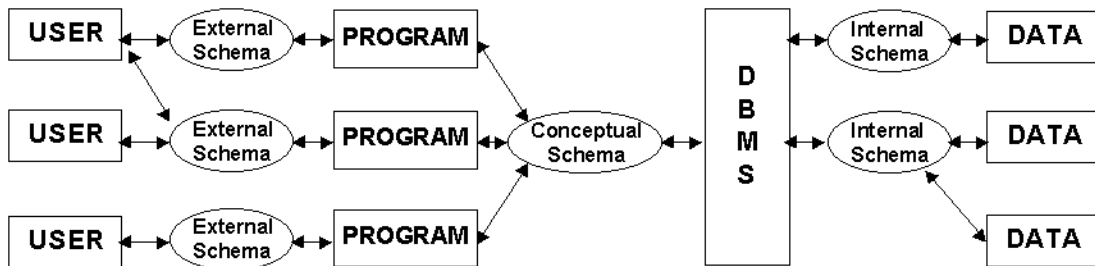 USER
External
Schema
PROGRAM
Internal
Schema
DATA
USER
External
Schema
PROGRAM
Conceptual
Schema
D
B
M
S
Internal
Schema
DATA
USER
External
Schema
PROGRAM
DATA